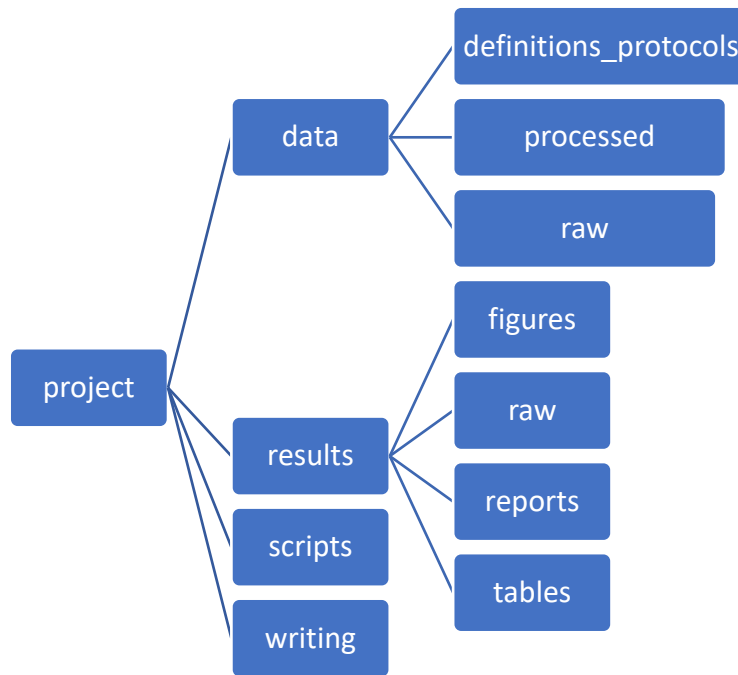 project
data
definitions_protocols
processed
raw
results
figures
raw
reports
tables
scripts
writing